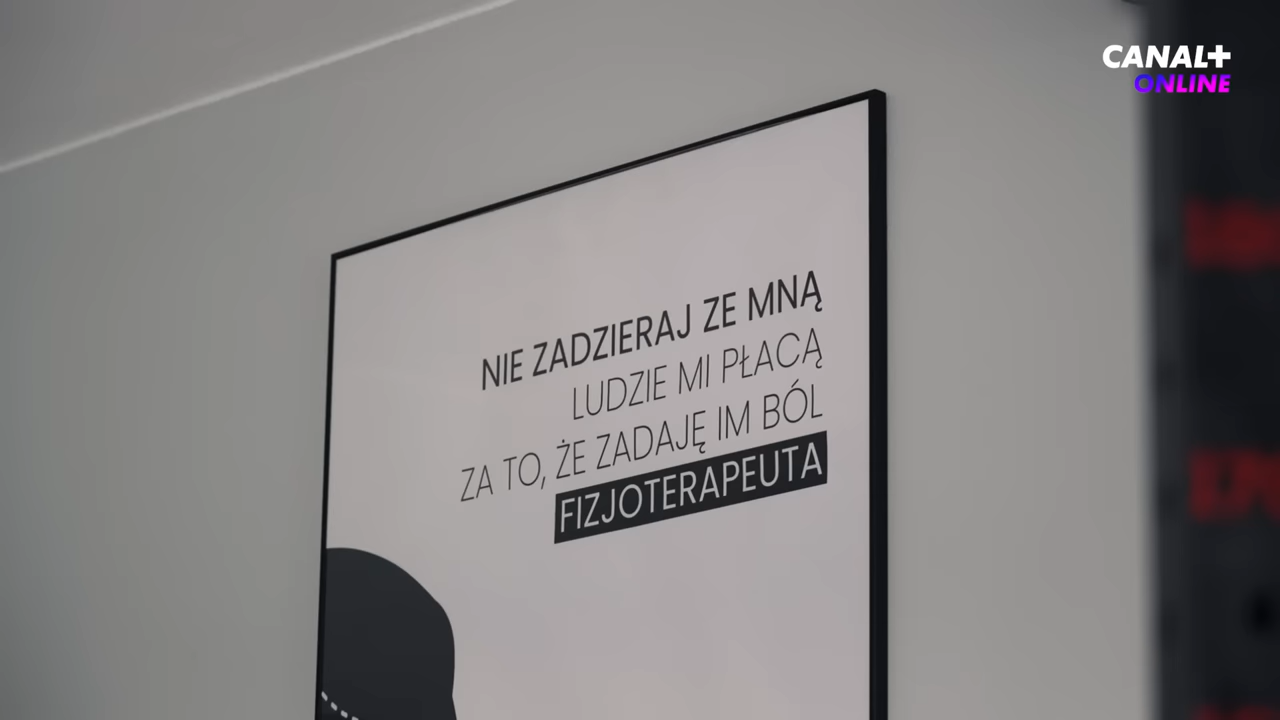 CANAL+
ONLINE
NIE ZADZIERAJ ZE MNĄ
LUDZIE MI PŁACĄ
ZA TO, ŻE ZADAJĘ IM BÓL
FIZJOTERAPEUTA